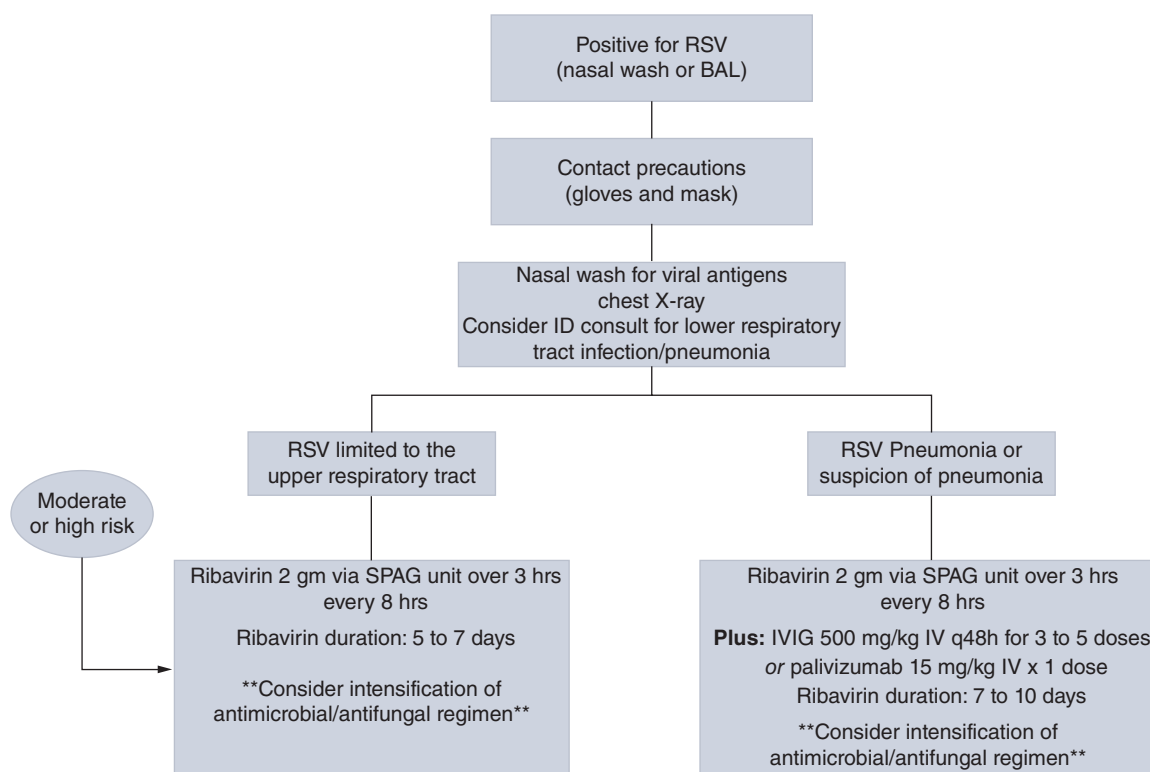 Positive for RSV
(nasal wash or BAL)
Contact precautions
(gloves and mask)
Nasal wash for viral antigens
chest X-ray
Consider ID consult for lower respiratory
tract infection/pneumonia
RSV limited to the
upper respiratory tract
RSV Pneumonia or
suspicion of pneumonia
Moderate
or high risk
Ribavirin 2 gm via SPAG unit over 3 hrs
every 8 hrs
Ribavirin duration: 5 to 7 days
**Consider intensification of
antimicrobial/antifungal regimen**
Ribavirin 2 gm via SPAG unit over 3 hrs
every 8 hrs
Plus: IVIG 500 mg/kg IV q48h for 3 to 5 doses
or palivizumab 15 mg/kg IV x 1 dose
Ribavirin duration: 7 to 10 days
**Consider intensification of
antimicrobial/antifungal regimen**